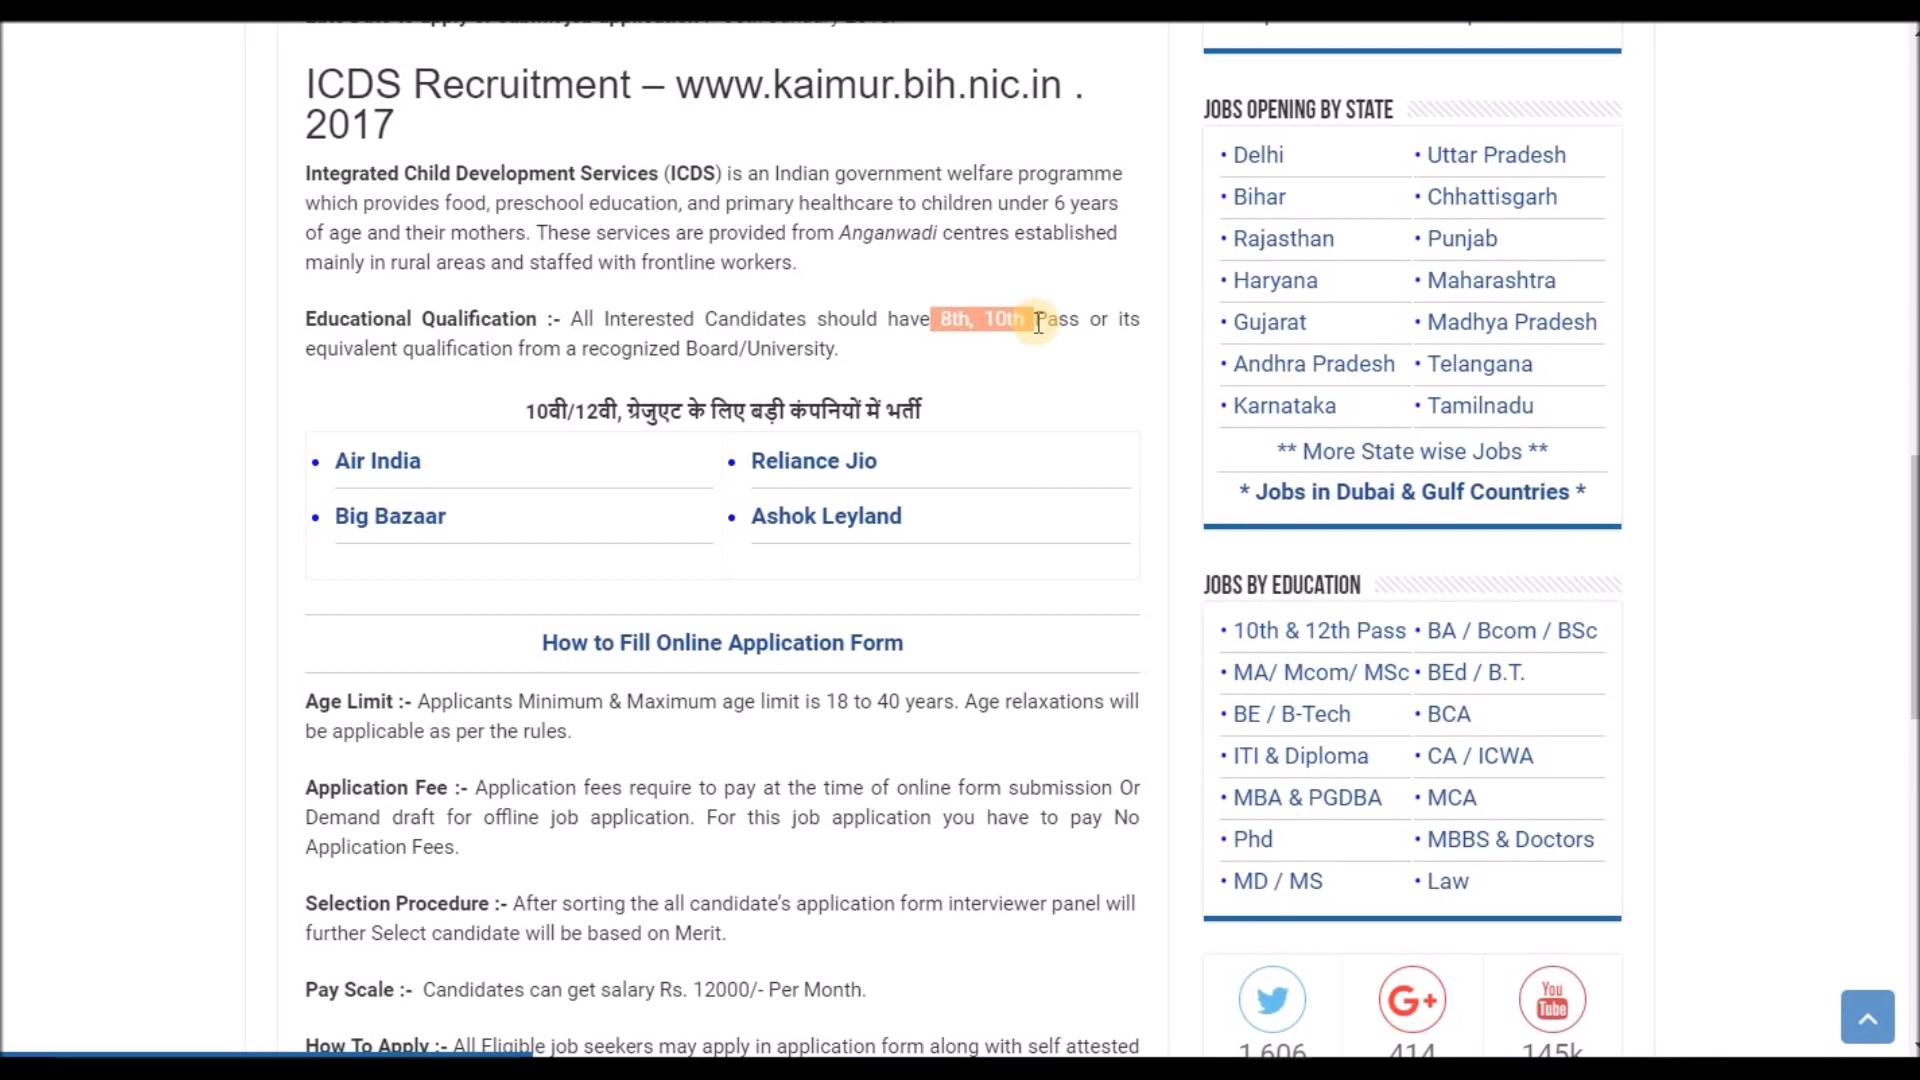 ICDS Recruitment – www.kaimur.bih.nic.in .
2017
Integrated Child Development Services (ICDS) is an Indian government welfare programme
which provides food, preschool education, and primary healthcare to children under 6 years
of age and their mothers. These services are provided from Anganwadi centres established
mainly in rural areas and staffed with frontline workers.
Educational Qualification :- All Interested Candidates should have 8th, 10th Pass or its
equivalent qualification from a recognized Board/University.
10वी/12वी, ग्रेजुएट के लिए बड़ी कंपनियों में भर्ती
• Air India
• Reliance Jio
• Big Bazaar
• Ashok Leyland
How to Fill Online Application Form
Age Limit :- Applicants Minimum & Maximum age limit is 18 to 40 years. Age relaxations will
be applicable as per the rules.
Application Fee :- Application fees require to pay at the time of online form submission Or
Demand draft for offline job application. For this job application you have to pay No
Application Fees.
Selection Procedure :- After sorting the all candidate's application form interviewer panel will
further Select candidate will be based on Merit.
Pay Scale :- Candidates can get salary Rs. 12000/- Per Month.
How To Apply :- All Eligible job seekers may apply in application form along with self attested
JOBS OPENING BY STATE
• Delhi • Uttar Pradesh
• Bihar • Chhattisgarh
• Rajasthan • Punjab
• Haryana • Maharashtra
• Gujarat • Madhya Pradesh
• Andhra Pradesh • Telangana
• Karnataka • Tamilnadu
** More State wise Jobs **
* Jobs in Dubai & Gulf Countries *
JOBS BY EDUCATION
• 10th & 12th Pass • BA / Bcom / BSc
• MA/ Mcom/ MSc • BEd / B.T.
• BE / B-Tech • BCA
• ITI & Diploma • CA / ICWA
• MBA & PGDBA • MCA
• Phd • MBBS & Doctors
• MD / MS • Law
G+
You
Tube
1,606 414 145k